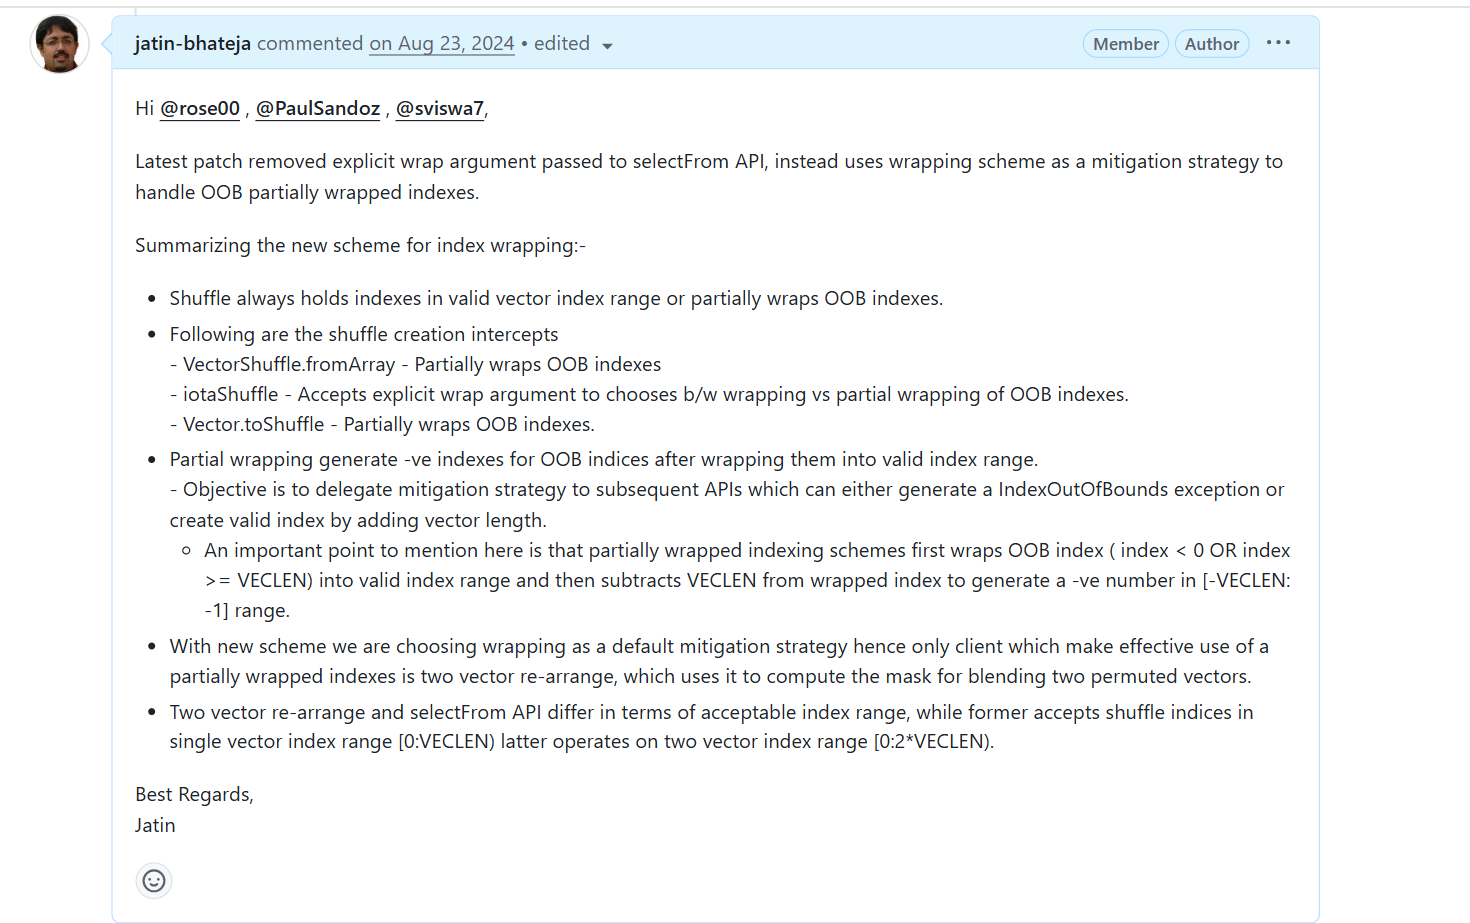 jatin-bhateja commented on Aug 23, 2024 • edited
Member
Author
Hi @rose00 , @PaulSandoz , @sviswa7,
Latest patch removed explicit wrap argument passed to selectFrom API, instead uses wrapping scheme as a mitigation strategy to
handle OOB partially wrapped indexes.
Summarizing the new scheme for index wrapping:-
• Shuffle always holds indexes in valid vector index range or partially wraps OOB indexes.
• Following are the shuffle creation intercepts
- VectorShuffle.fromArray - Partially wraps OOB indexes
- iotaShuffle - Accepts explicit wrap argument to chooses b/w wrapping vs partial wrapping of OOB indexes.
- Vector.toShuffle - Partially wraps OOB indexes.
• Partial wrapping generate -ve indexes for OOB indices after wrapping them into valid index range.
- Objective is to delegate mitigation strategy to subsequent APIs which can either generate a IndexOutOfBounds exception or
create valid index by adding vector length.
◦ An important point to mention here is that partially wrapped indexing schemes first wraps OOB index ( index < 0 OR index
>= VECLEN) into valid index range and then subtracts VECLEN from wrapped index to generate a -ve number in [-VECLEN:
-1] range.
• With new scheme we are choosing wrapping as a default mitigation strategy hence only client which make effective use of a
partially wrapped indexes is two vector re-arrange, which uses it to compute the mask for blending two permuted vectors.
• Two vector re-arrange and selectFrom API differ in terms of acceptable index range, while former accepts shuffle indices in
single vector index range [0:VECLEN) latter operates on two vector index range [0:2*VECLEN).
Best Regards,
Jatin